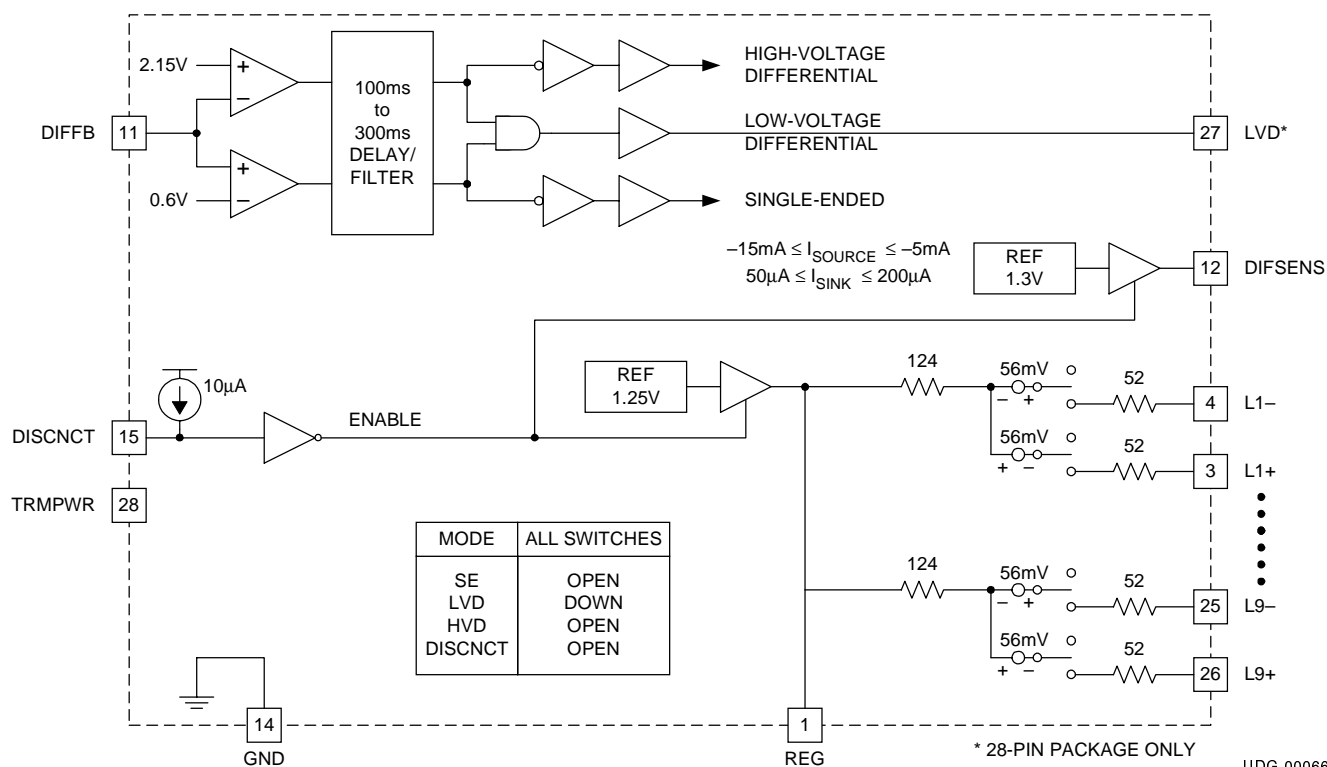 2.15V
+
–
DIFFB
11
+
–
0.6V
100ms
to
300ms
DELAY/
FILTER
HIGH-VOLTAGE
DIFFERENTIAL
LOW-VOLTAGE
DIFFERENTIAL
SINGLE-ENDED
27
LVD*
–15mA ≤ ISOURCE ≤ –5mA
50μA ≤ ISINK ≤ 200μA
REF
1.3V
12
DIFSENS
10μA
DISCNCT
15
ENABLE
REF
1.25V
124
56mV
– +
52
4
L1–
56mV
+ –
52
3
L1+
TRMPWR
28
MODE ALL SWITCHES
SE OPEN
LVD DOWN
HVD OPEN
DISCNCT OPEN
124
56mV
– +
52
25
L9–
56mV
+ –
52
26
L9+
14
GND
1
REG
* 28-PIN PACKAGE ONLY
UDG-00066